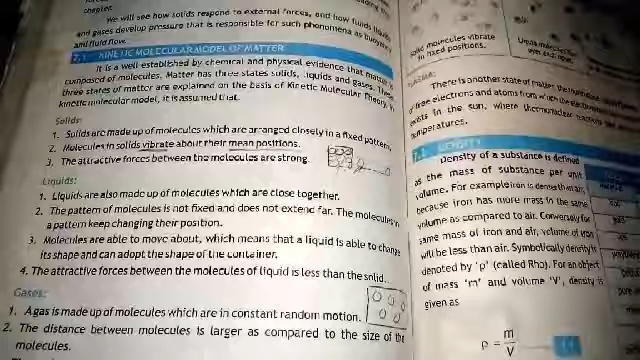 chapter.
We will see how solids respond to external forces, and how fluids liquids
and gases develop pressure that is responsible for such phenomena as buoyancy
and fluid flow.
7.1 KINETIC MOLECULAR MODEL OF MATTER
It is a well established by chemical and physical evidence that matter is
composed of molecules. Matter has three states solids, liquids and gases. These
three states of matter are explained on the basis of Kinetic Molecular Theory. In
kinetic molecular model, it is assumed that.
Solids:
1. Solids are made up of molecules which are arranged closely in a fixed pattern.
2. Molecules in solids vibrate about their mean positions.
3. The attractive forces between the molecules are strong.
Liquids:
1. Liquids are also made up of molecules which are close together.
2. The pattern of molecules is not fixed and does not extend far. The molecules in
a pattern keep changing their position.
3. Molecules are able to move about, which means that a liquid is able to change
its shape and can adopt the shape of the container.
4. The attractive forces between the molecules of liquid is less than the solid.
Gases:
1. A gas is made up of molecules which are in constant random motion.
2. The distance between molecules is larger as compared to the size of the
molecules.
Solid molecules vibrate
in fixed positions.
Liquid molecules
over each other.
PLASMA:
There is another state of matter, the
of free electrons and atoms from which the electrons
exists in the sun, where thermonuclear reactions
temperatures.
7.2 DENSITY
Density of a substance is defined
as the mass of substance per unit
volume. For example iron is denser than air,
because iron has more mass in the same
volume as compared to air. Conversely for
same mass of iron and air, volume of iron
will be less than air. Symbolically density is
denoted by 'ρ' (called Rho). For an object
of mass 'm' and volume 'V', density is
given as
ρ = m/V